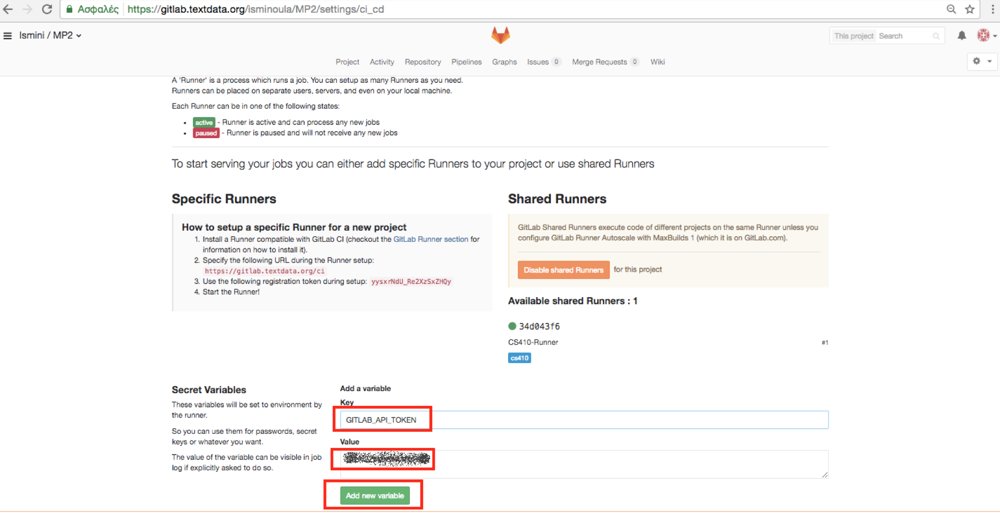 Ασφαλές https://gitlab.textdata.org/isminoula/MP2/settings/ci_cd
Ismini / MP2
This project Search
Project Activity Repository Pipelines Graphs Issues 0 Merge Requests 0 Wiki
A 'Runner' is a process which runs a job. You can setup as many Runners as you need.
Runners can be placed on separate users, servers, and even on your local machine.
Each Runner can be in one of the following states:
• active - Runner is active and can process any new jobs
• paused - Runner is paused and will not receive any new jobs
To start serving your jobs you can either add specific Runners to your project or use shared Runners
Specific Runners
How to setup a specific Runner for a new project
1. Install a Runner compatible with GitLab CI (checkout the GitLab Runner section for
information on how to install it).
2. Specify the following URL during the Runner setup:
https://gitlab.textdata.org/ci
3. Use the following registration token during setup: yysxrNdU_Re2XzSxZHQy
4. Start the Runner!
Shared Runners
GitLab Shared Runners execute code of different projects on the same Runner unless you
configure GitLab Runner Autoscale with MaxBuilds 1 (which it is on GitLab.com).
Disable shared Runners for this project
Available shared Runners : 1
34d043f6
CS410-Runner #1
cs410
Secret Variables
These variables will be set to environment by
the runner.
So you can use them for passwords, secret
keys or whatever you want.
The value of the variable can be visible in job
log if explicitly asked to do so.
Add a variable
Key
GITLAB_API_TOKEN
Value
Add new variable